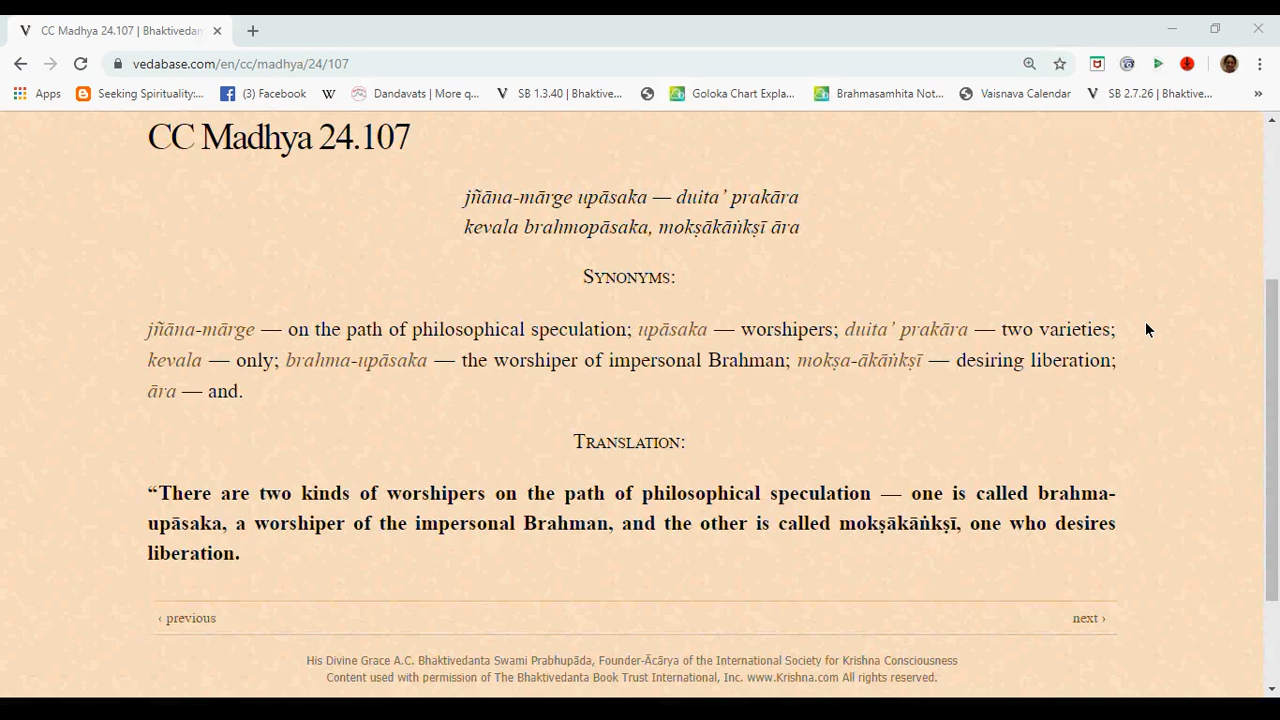 CC Madhya 24.107 | Bhaktivedan
vedabase.com/en/cc/madhya/24/107
Apps Seeking Spirituality:... (3) Facebook W Dandavats | More q... SB 1.3.40 | Bhaktive... Goloka Chart Expla... Brahmasamhita Not... Vaisnava Calendar SB 2.7.26 | Bhaktive... »
CC Madhya 24.107
jñāna-mārge upāsaka — duita’ prakāra
kevala brahmopāsaka, mokṣākāṅkṣī āra
SYNONYMS:
jñāna-mārge — on the path of philosophical speculation; upāsaka — worshipers; duita’ prakāra — two varieties;
kevala — only; brahma-upāsaka — the worshiper of impersonal Brahman; mokṣa-ākāṅkṣī — desiring liberation;
āra — and.
TRANSLATION:
“There are two kinds of worshipers on the path of philosophical speculation — one is called brahma-
upāsaka, a worshiper of the impersonal Brahman, and the other is called mokṣākāṅkṣī, one who desires
liberation.
‹ previous next ›
His Divine Grace A.C. Bhaktivedanta Swami Prabhupāda, Founder-Ācārya of the International Society for Krishna Consciousness
Content used with permission of The Bhaktivedanta Book Trust International, Inc. www.Krishna.com All rights reserved.